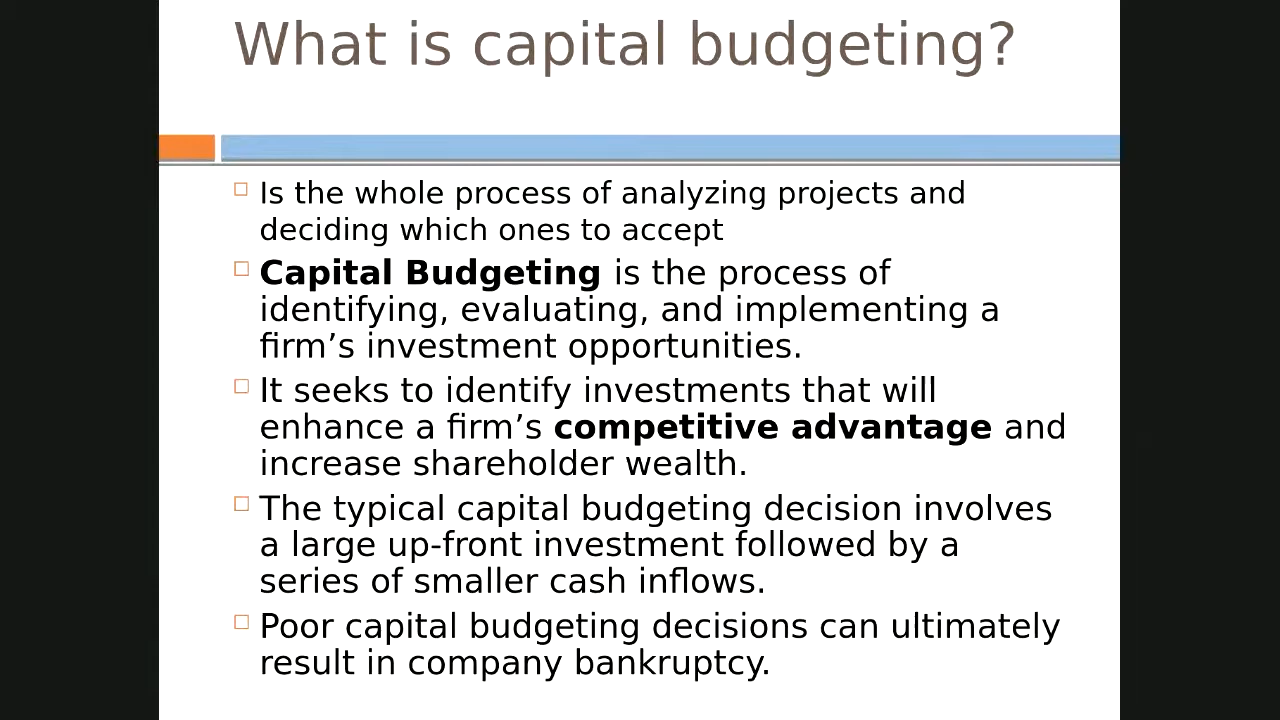 What is capital budgeting?
Is the whole process of analyzing projects and
deciding which ones to accept
Capital Budgeting is the process of
identifying, evaluating, and implementing a
firm’s investment opportunities.
It seeks to identify investments that will
enhance a firm’s competitive advantage and
increase shareholder wealth.
The typical capital budgeting decision involves
a large up-front investment followed by a
series of smaller cash inflows.
Poor capital budgeting decisions can ultimately
result in company bankruptcy.